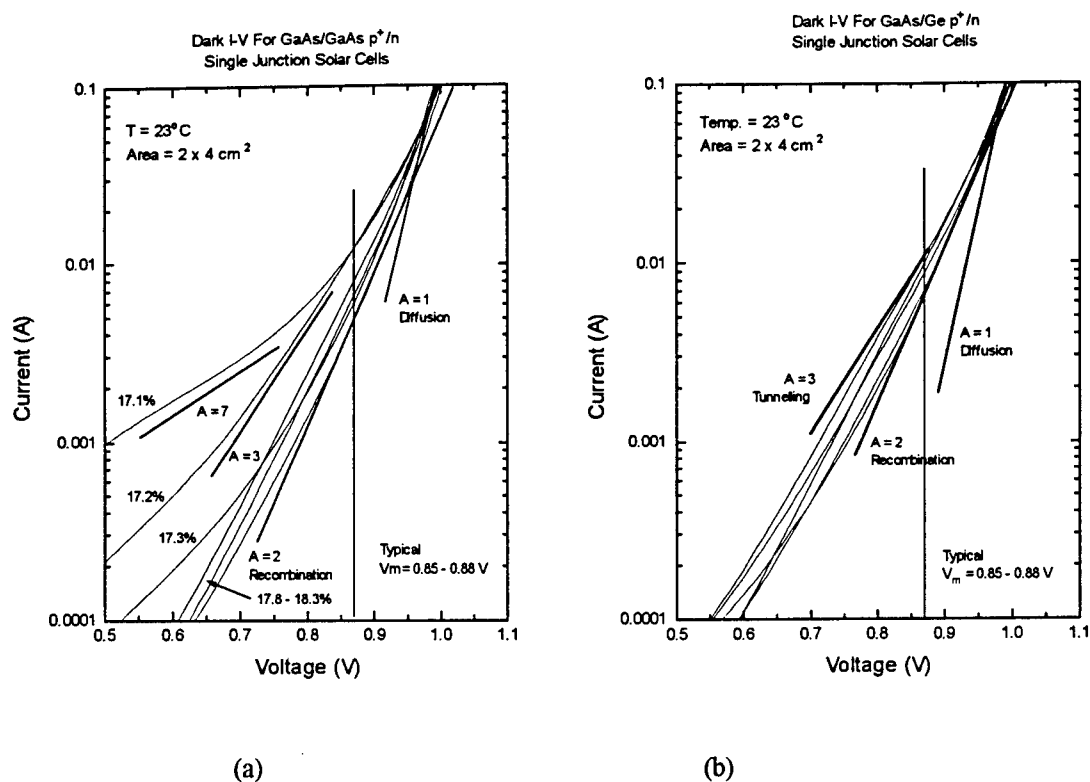 Dark I-V For GaAs/GaAs p⁺/n
Single Junction Solar Cells
0.1
0.01
0.001
0.0001
Current (A)
T = 23°C
Area = 2 x 4 cm²
17.1%
A = 7
17.2%
A = 3
17.3%
A = 2
Recombination
17.8 - 18.3%
A = 1
Diffusion
Typical
Vm = 0.85 - 0.88 V
0.5 0.6 0.7 0.8 0.9 1.0 1.1
Voltage (V)
(a)
Dark I-V For GaAs/Ge p⁺/n
Single Junction Solar Cells
0.1
0.01
0.001
0.0001
Current (A)
Temp. = 23°C
Area = 2 x 4 cm²
A = 3
Tunnelling
A = 2
Recombination
A = 1
Diffusion
Typical
Vₘ = 0.85 - 0.88 V
0.5 0.6 0.7 0.8 0.9 1.0 1.1
Voltage (V)
(b)